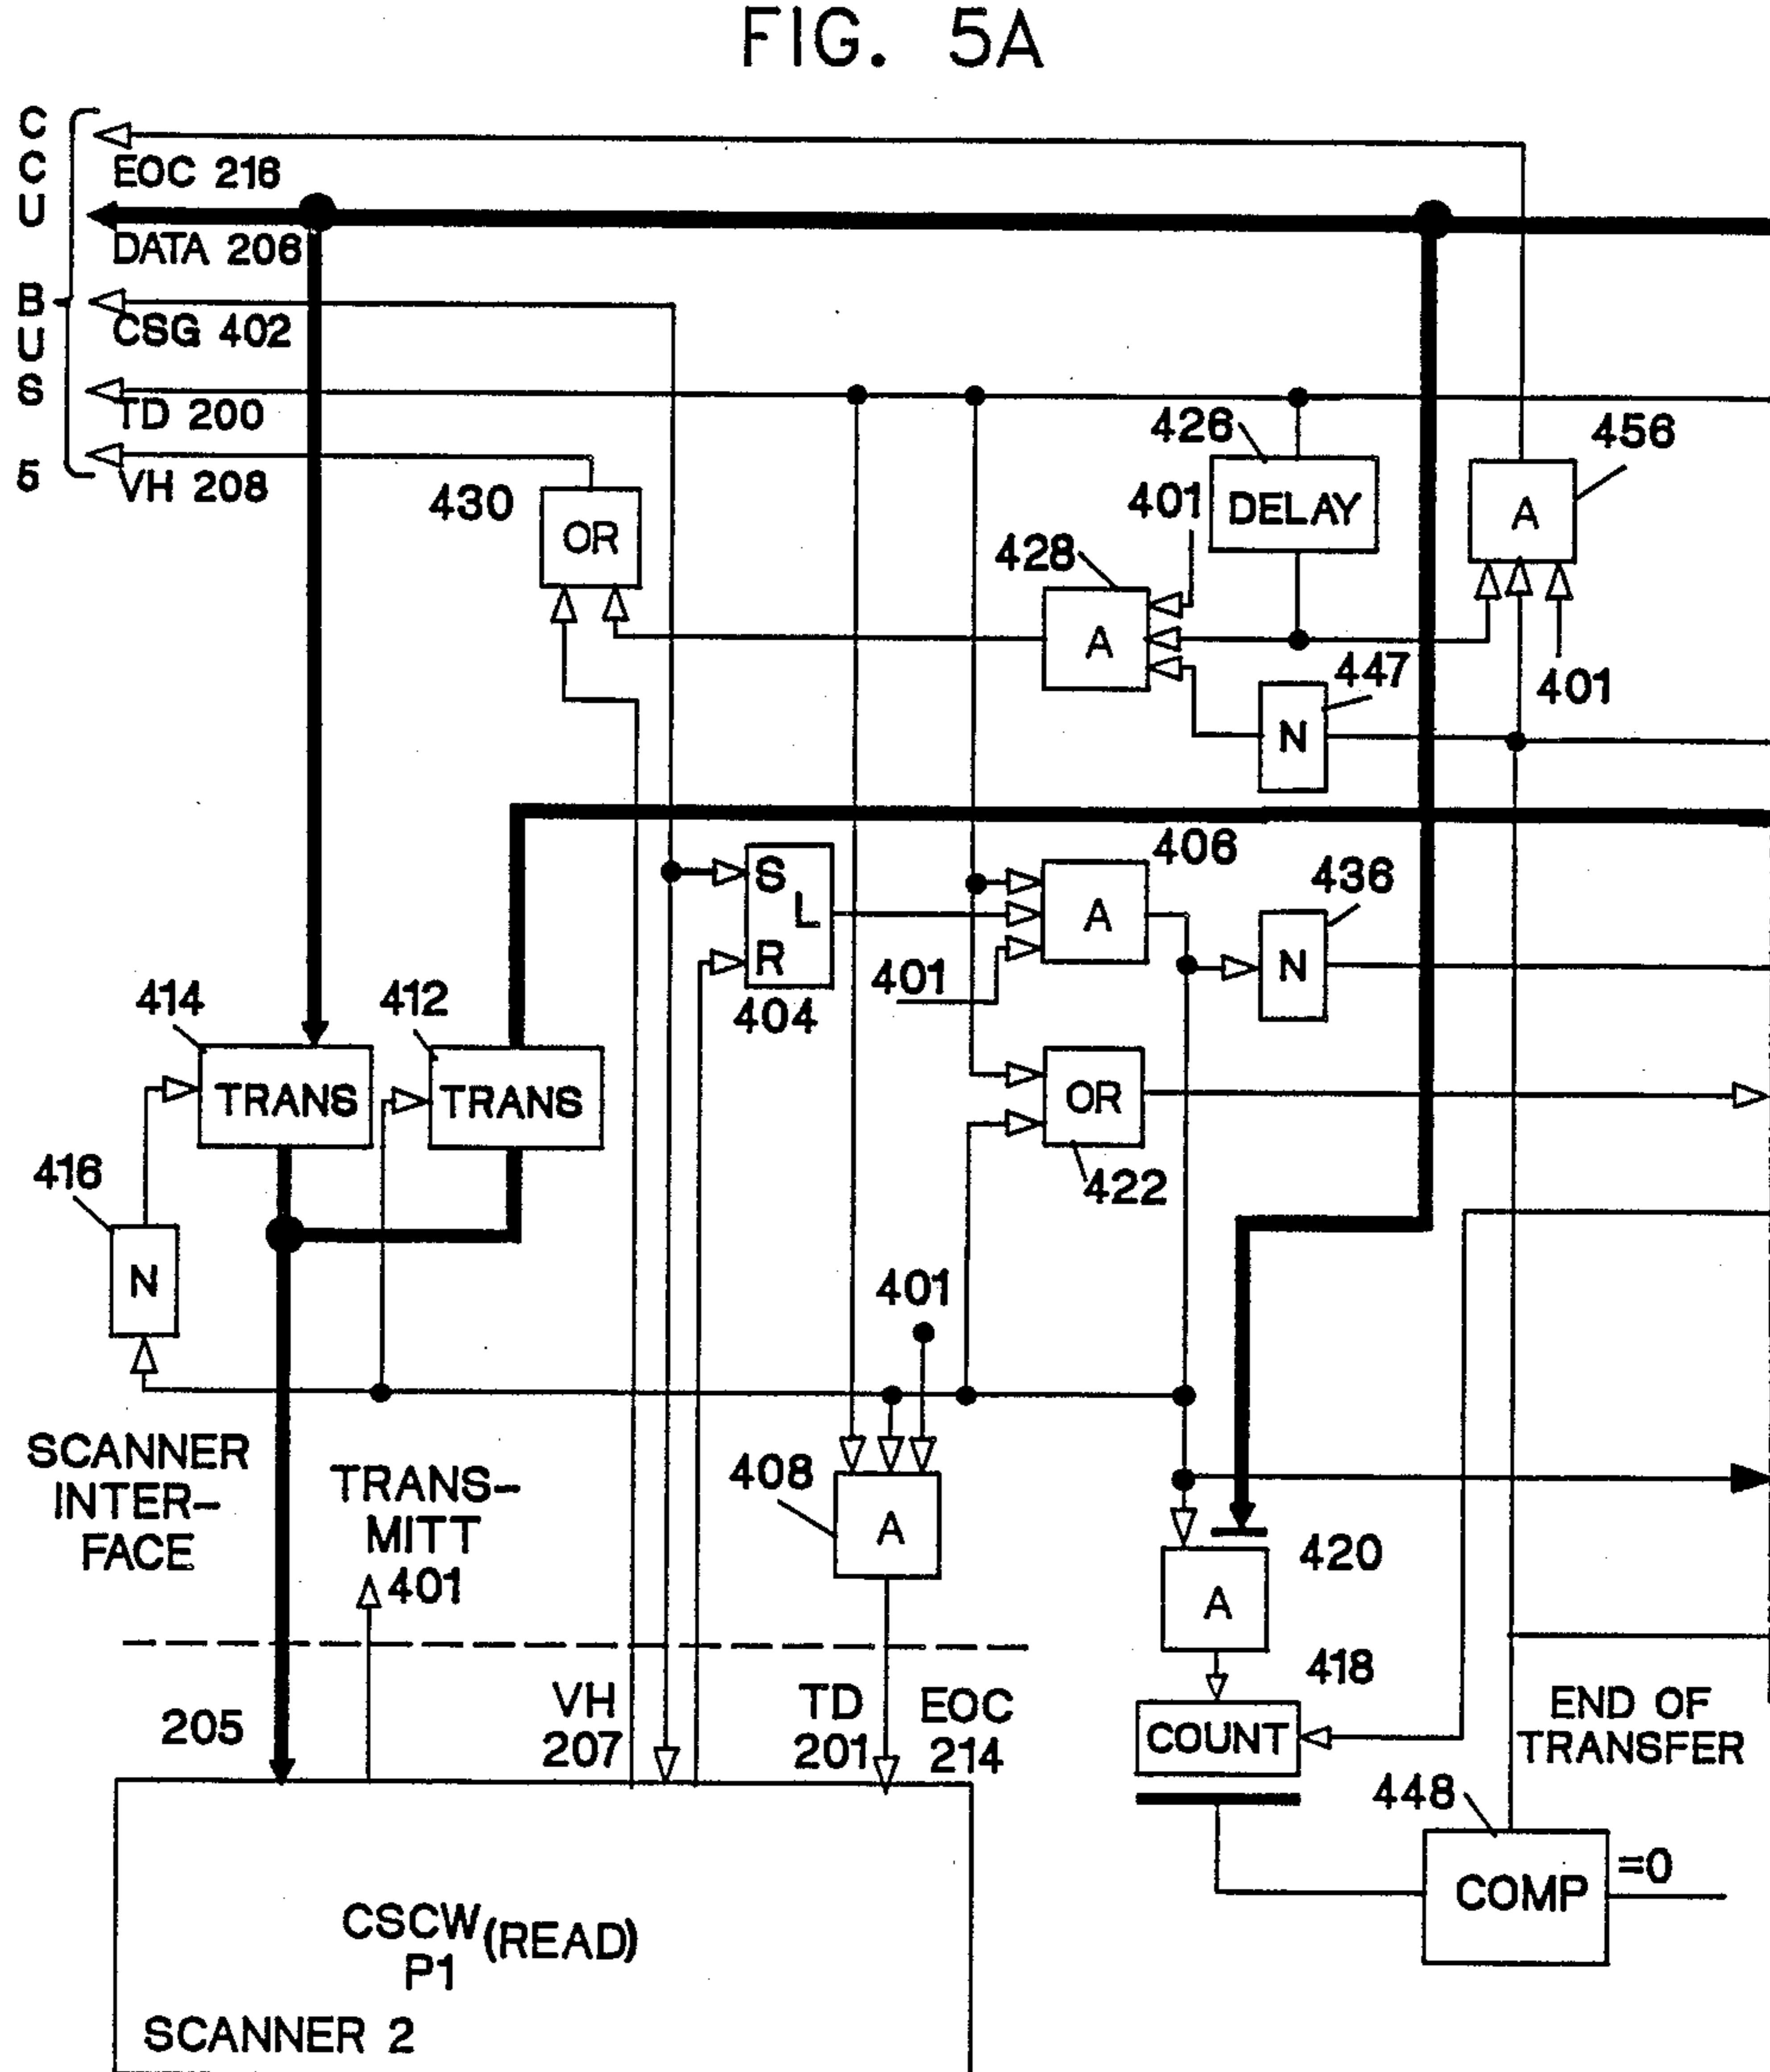 FIG. 5A
CCU BUS 5
EOC 216
DATA 206
CSG 402
TD 200
VH 208
430
OR
428
A
401
426
DELAY
456
A
401
447
N
406
S
L
R
404
401
A
436
N
414
TRANS
412
TRANS
OR
422
416
N
401
SCANNER
INTER-
FACE
TRANS-
MITT
401
408
A
420
A
418
COUNT
205
VH
207
TD
201
EOC
214
END OF
TRANSFER
448
COMP
=0
CSCW (READ)
P1
SCANNER 2